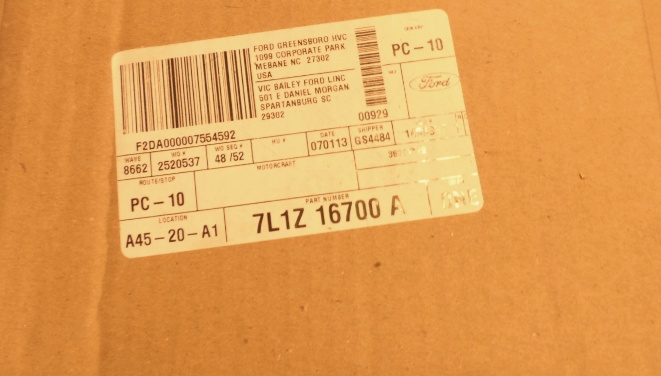 FORD GREENSBORO HVC
1099 CORPORATE PARK
MEBANE NC 27302
USA
VIC BAILEY FORD LINC
501 E DANIEL MORGAN
SPARTANBURG SC
29302
00929
PC-10
Ford
F2DA000007554592
WAVE
8662
WO #
2520537
WO SEQ #
48/52
DATE
070113
SHIPPER
GS4484
ROUTE/STOP
PC-10
MOTORCRAFT
LOCATION
A45-20-A1
PART NUMBER
7L1Z 16700 A